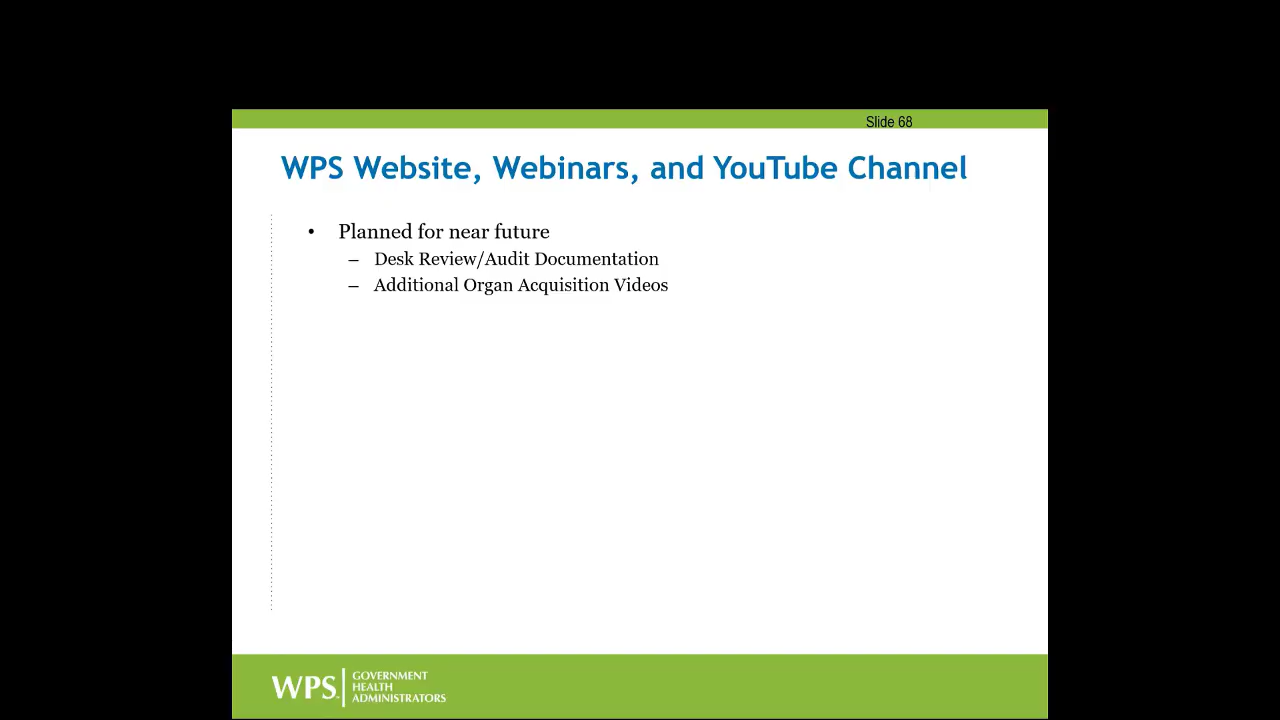 Slide 68
WPS Website, Webinars, and YouTube Channel
• Planned for near future
– Desk Review/Audit Documentation
– Additional Organ Acquisition Videos
WPS.
GOVERNMENT
HEALTH
ADMINISTRATORS